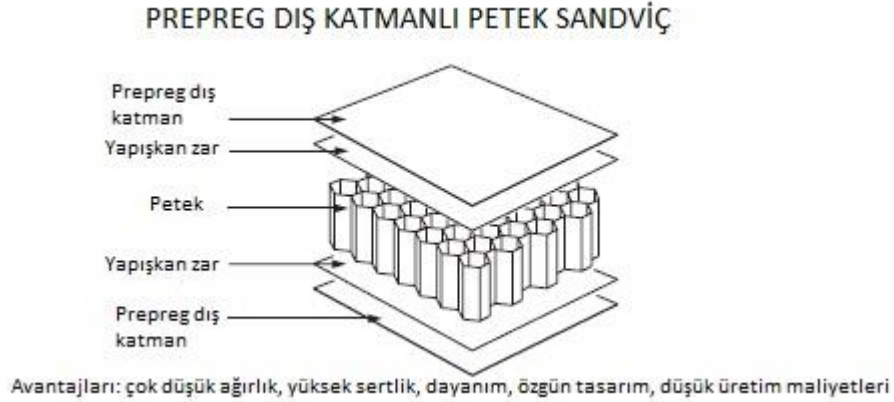 PREPREG DIŞ KATMANLI PETEK SANDVİÇ
Prepreg dış
katman
Yapışkan zar
Petek
Yapışkan zar
Prepreg dış
katman
Avantajları: çok düşük ağırlık, yüksek sertlik, dayanım, özgün tasarım, düşük üretim maliyetleri